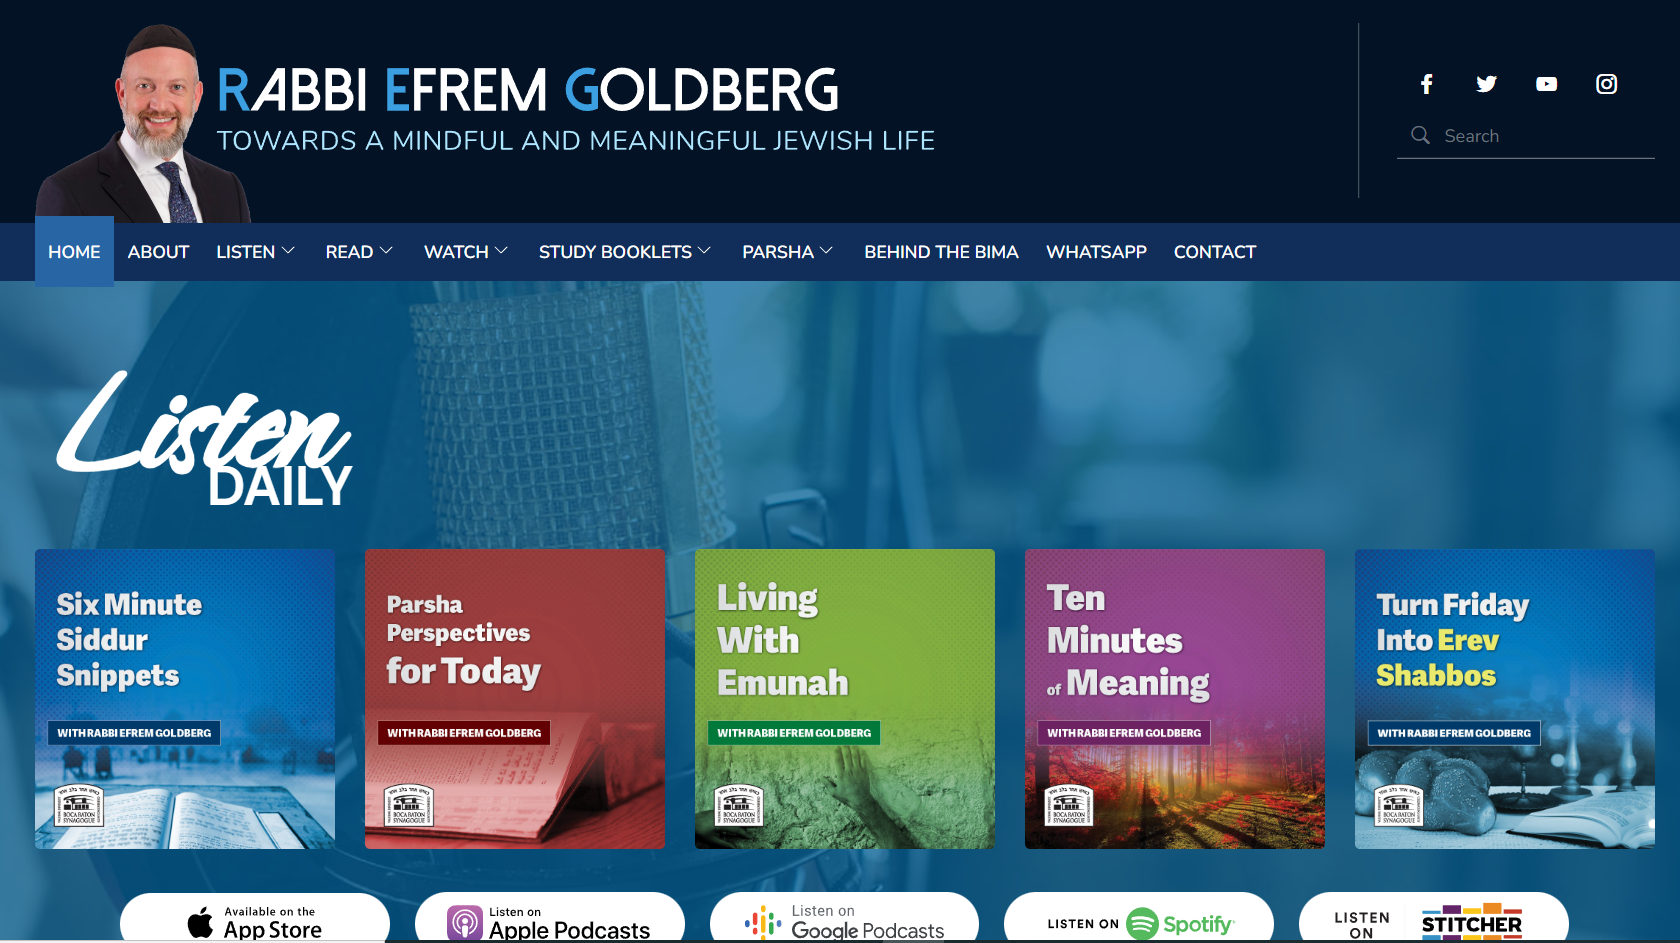 RABBI EFREM GOLDBERG
TOWARDS A MINDFUL AND MEANINGFUL JEWISH LIFE
Search
HOME ABOUT LISTEN READ WATCH STUDY BOOKLETS PARSHA BEHIND THE BIMA WHATSAPP CONTACT
Listen
DAILY
Six Minute
Siddur
Snippets
WITH RABBI EFREM GOLDBERG
BOCA RATON
SYNAGOGUE
Parsha
Perspectives
for Today
WITH RABBI EFREM GOLDBERG
BOCA RATON
SYNAGOGUE
Living
With
Emunah
WITH RABBI EFREM GOLDBERG
BOCA RATON
SYNAGOGUE
Ten
Minutes
of Meaning
WITH RABBI EFREM GOLDBERG
BOCA RATON
SYNAGOGUE
Turn Friday
Into Erev
Shabbos
WITH RABBI EFREM GOLDBERG
BOCA RATON
SYNAGOGUE
Available on the
App Store
Listen on
Apple Podcasts
Listen on
Google Podcasts
LISTEN ON Spotify
LISTEN
ON
STITCHER